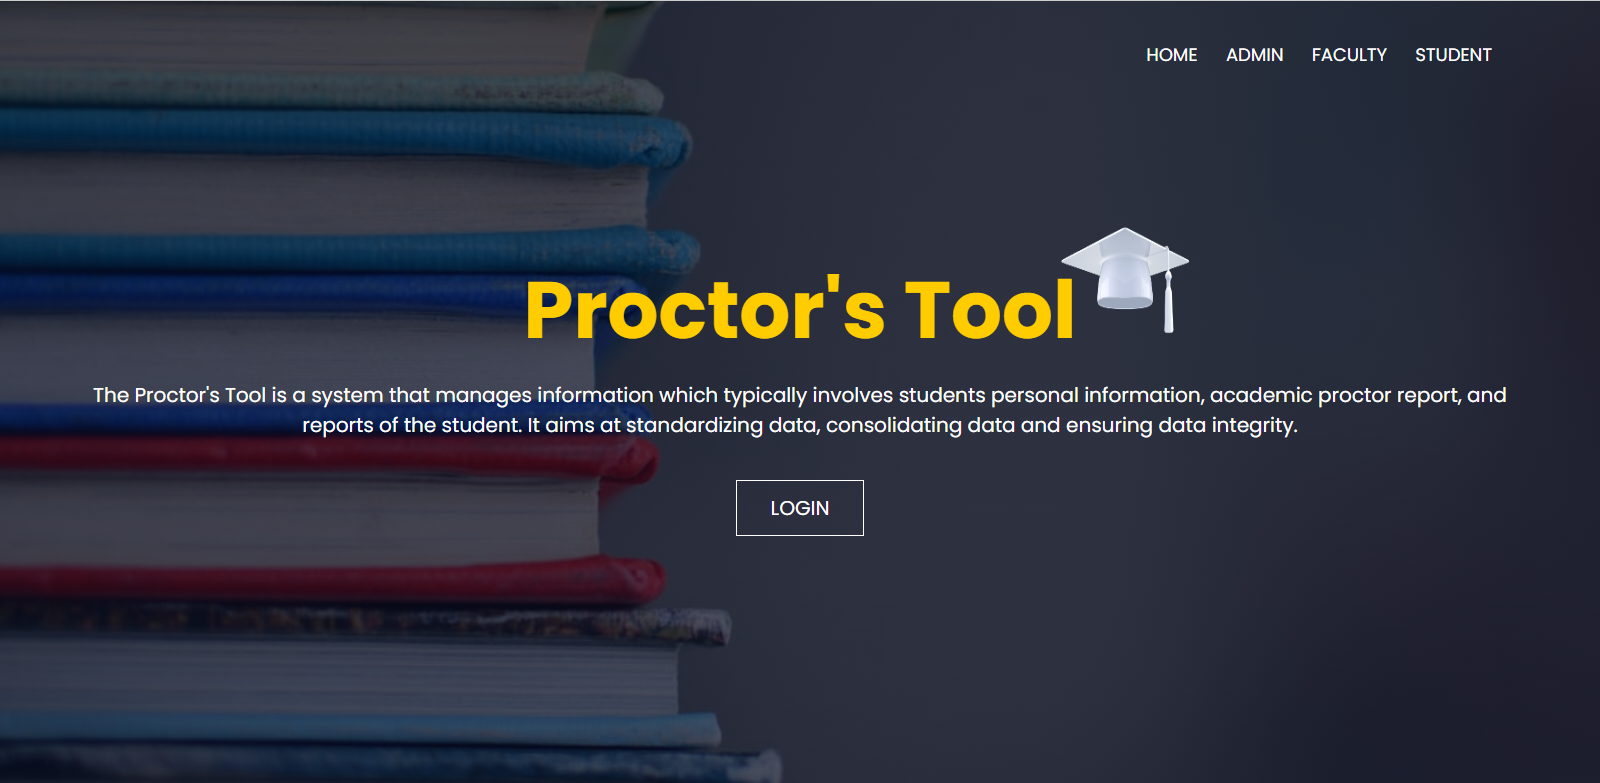 HOME ADMIN FACULTY STUDENT
Proctor's Tool
The Proctor's Tool is a system that manages information which typically involves students personal information, academic proctor report, and
reports of the student. It aims at standardizing data, consolidating data and ensuring data integrity.
LOGIN